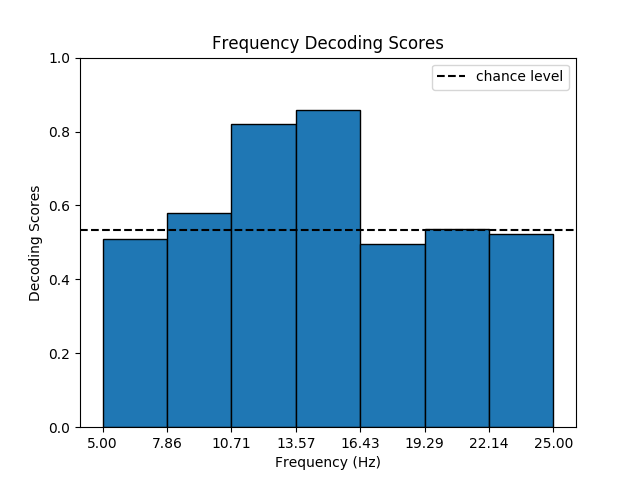 Frequency Decoding Scores
chance level
1.0
0.8
0.6
0.4
0.2
0.0
Decoding Scores
5.00 7.86 10.71 13.57 16.43 19.29 22.14 25.00
Frequency (Hz)